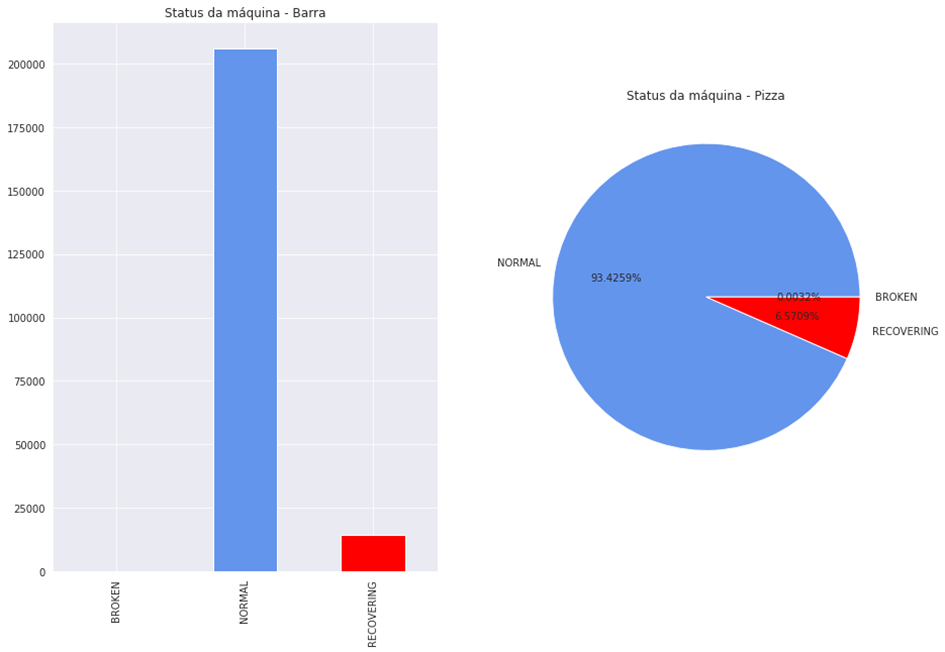 Status da máquina - Barra
200000
175000
150000
125000
100000
75000
50000
25000
0
BROKEN
NORMAL
RECOVERING
Status da máquina - Pizza
NORMAL
93.4259%
0.0032%
BROKEN
6.5709%
RECOVERING